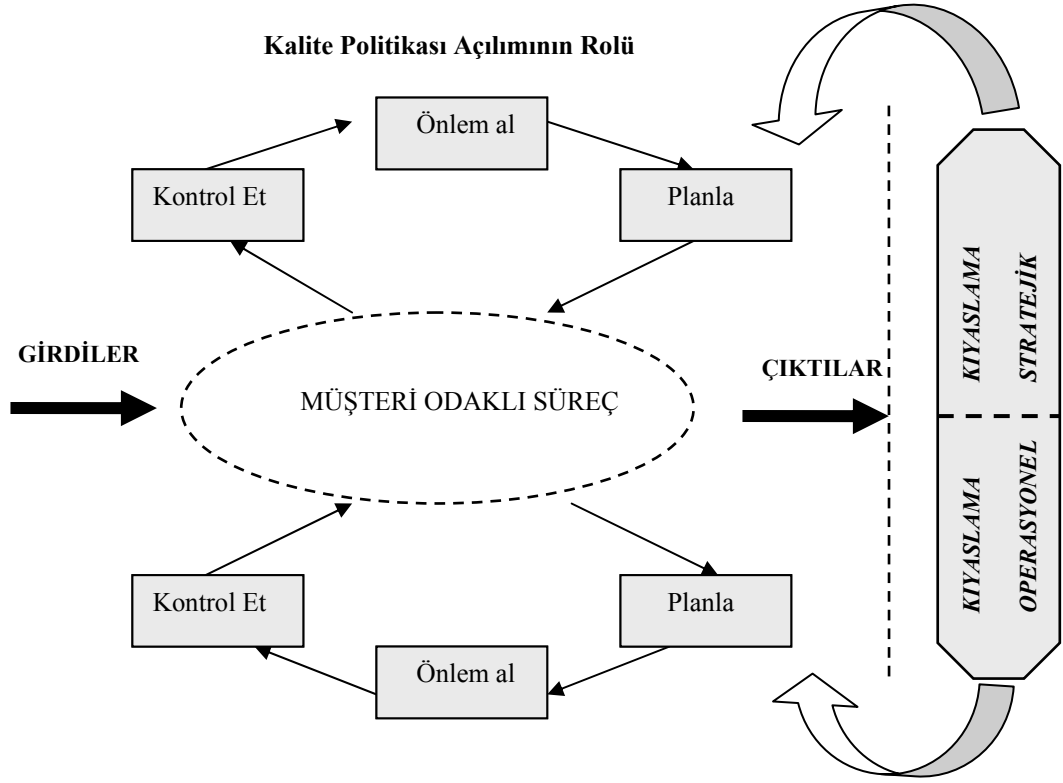 Kalite Politikası Açılımının Rolü
Önlem al
Kontrol Et
Planla
GİRDİLER
MÜŞTERİ ODAKLI SÜREÇ
ÇIKTILAR
KIYASLAMA
STRATEJİK
KIYASLAMA
OPERASYONEL
Kontrol Et
Planla
Önlem al